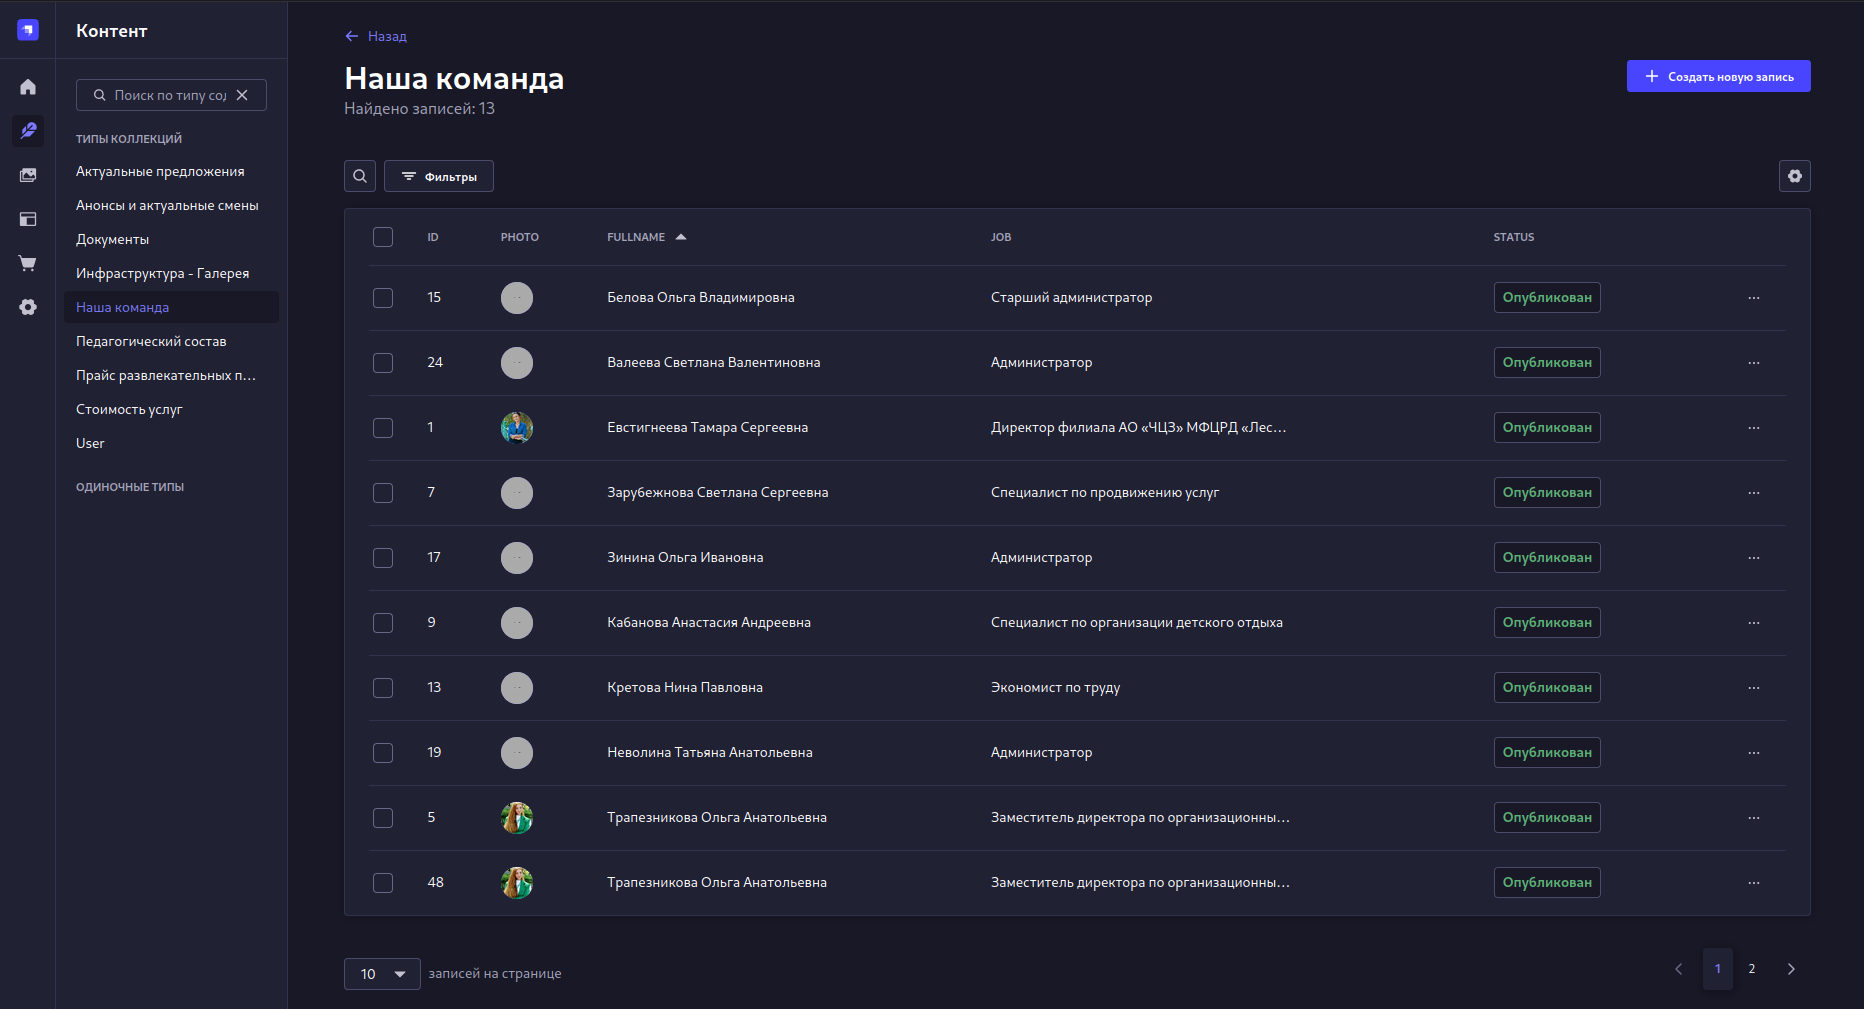 Контент
Поиск по типу сод
ТИПЫ КОЛЛЕКЦИЙ
Актуальные предложения
Анонсы и актуальные смены
Документы
Инфраструктура - Галерея
Наша команда
Педагогический состав
Прайс развлекательных п...
Стоимость услуг
User
ОДИНОЧНЫЕ ТИПЫ
Назад
Наша команда
Найдено записей: 13
Создать новую запись
Фильтры
ID PHOTO FULLNAME JOB STATUS
15 Белова Ольга Владимировна Старший администратор Опубликован
24 Валеева Светлана Валентиновна Администратор Опубликован
1 Евстигнеева Тамара Сергеевна Директор филиала АО «ЧЦЗ» МФЦРД «Лес... Опубликован
7 Зарубежнова Светлана Сергеевна Специалист по продвижению услуг Опубликован
17 Зинина Ольга Ивановна Администратор Опубликован
9 Кабанова Анастасия Андреевна Специалист по организации детского отдыха Опубликован
13 Кретова Нина Павловна Экономист по труду Опубликован
19 Неволина Татьяна Анатольевна Администратор Опубликован
5 Трапезникова Ольга Анатольевна Заместитель директора по организационны... Опубликован
48 Трапезникова Ольга Анатольевна Заместитель директора по организационны... Опубликован
10 записей на странице
1 2